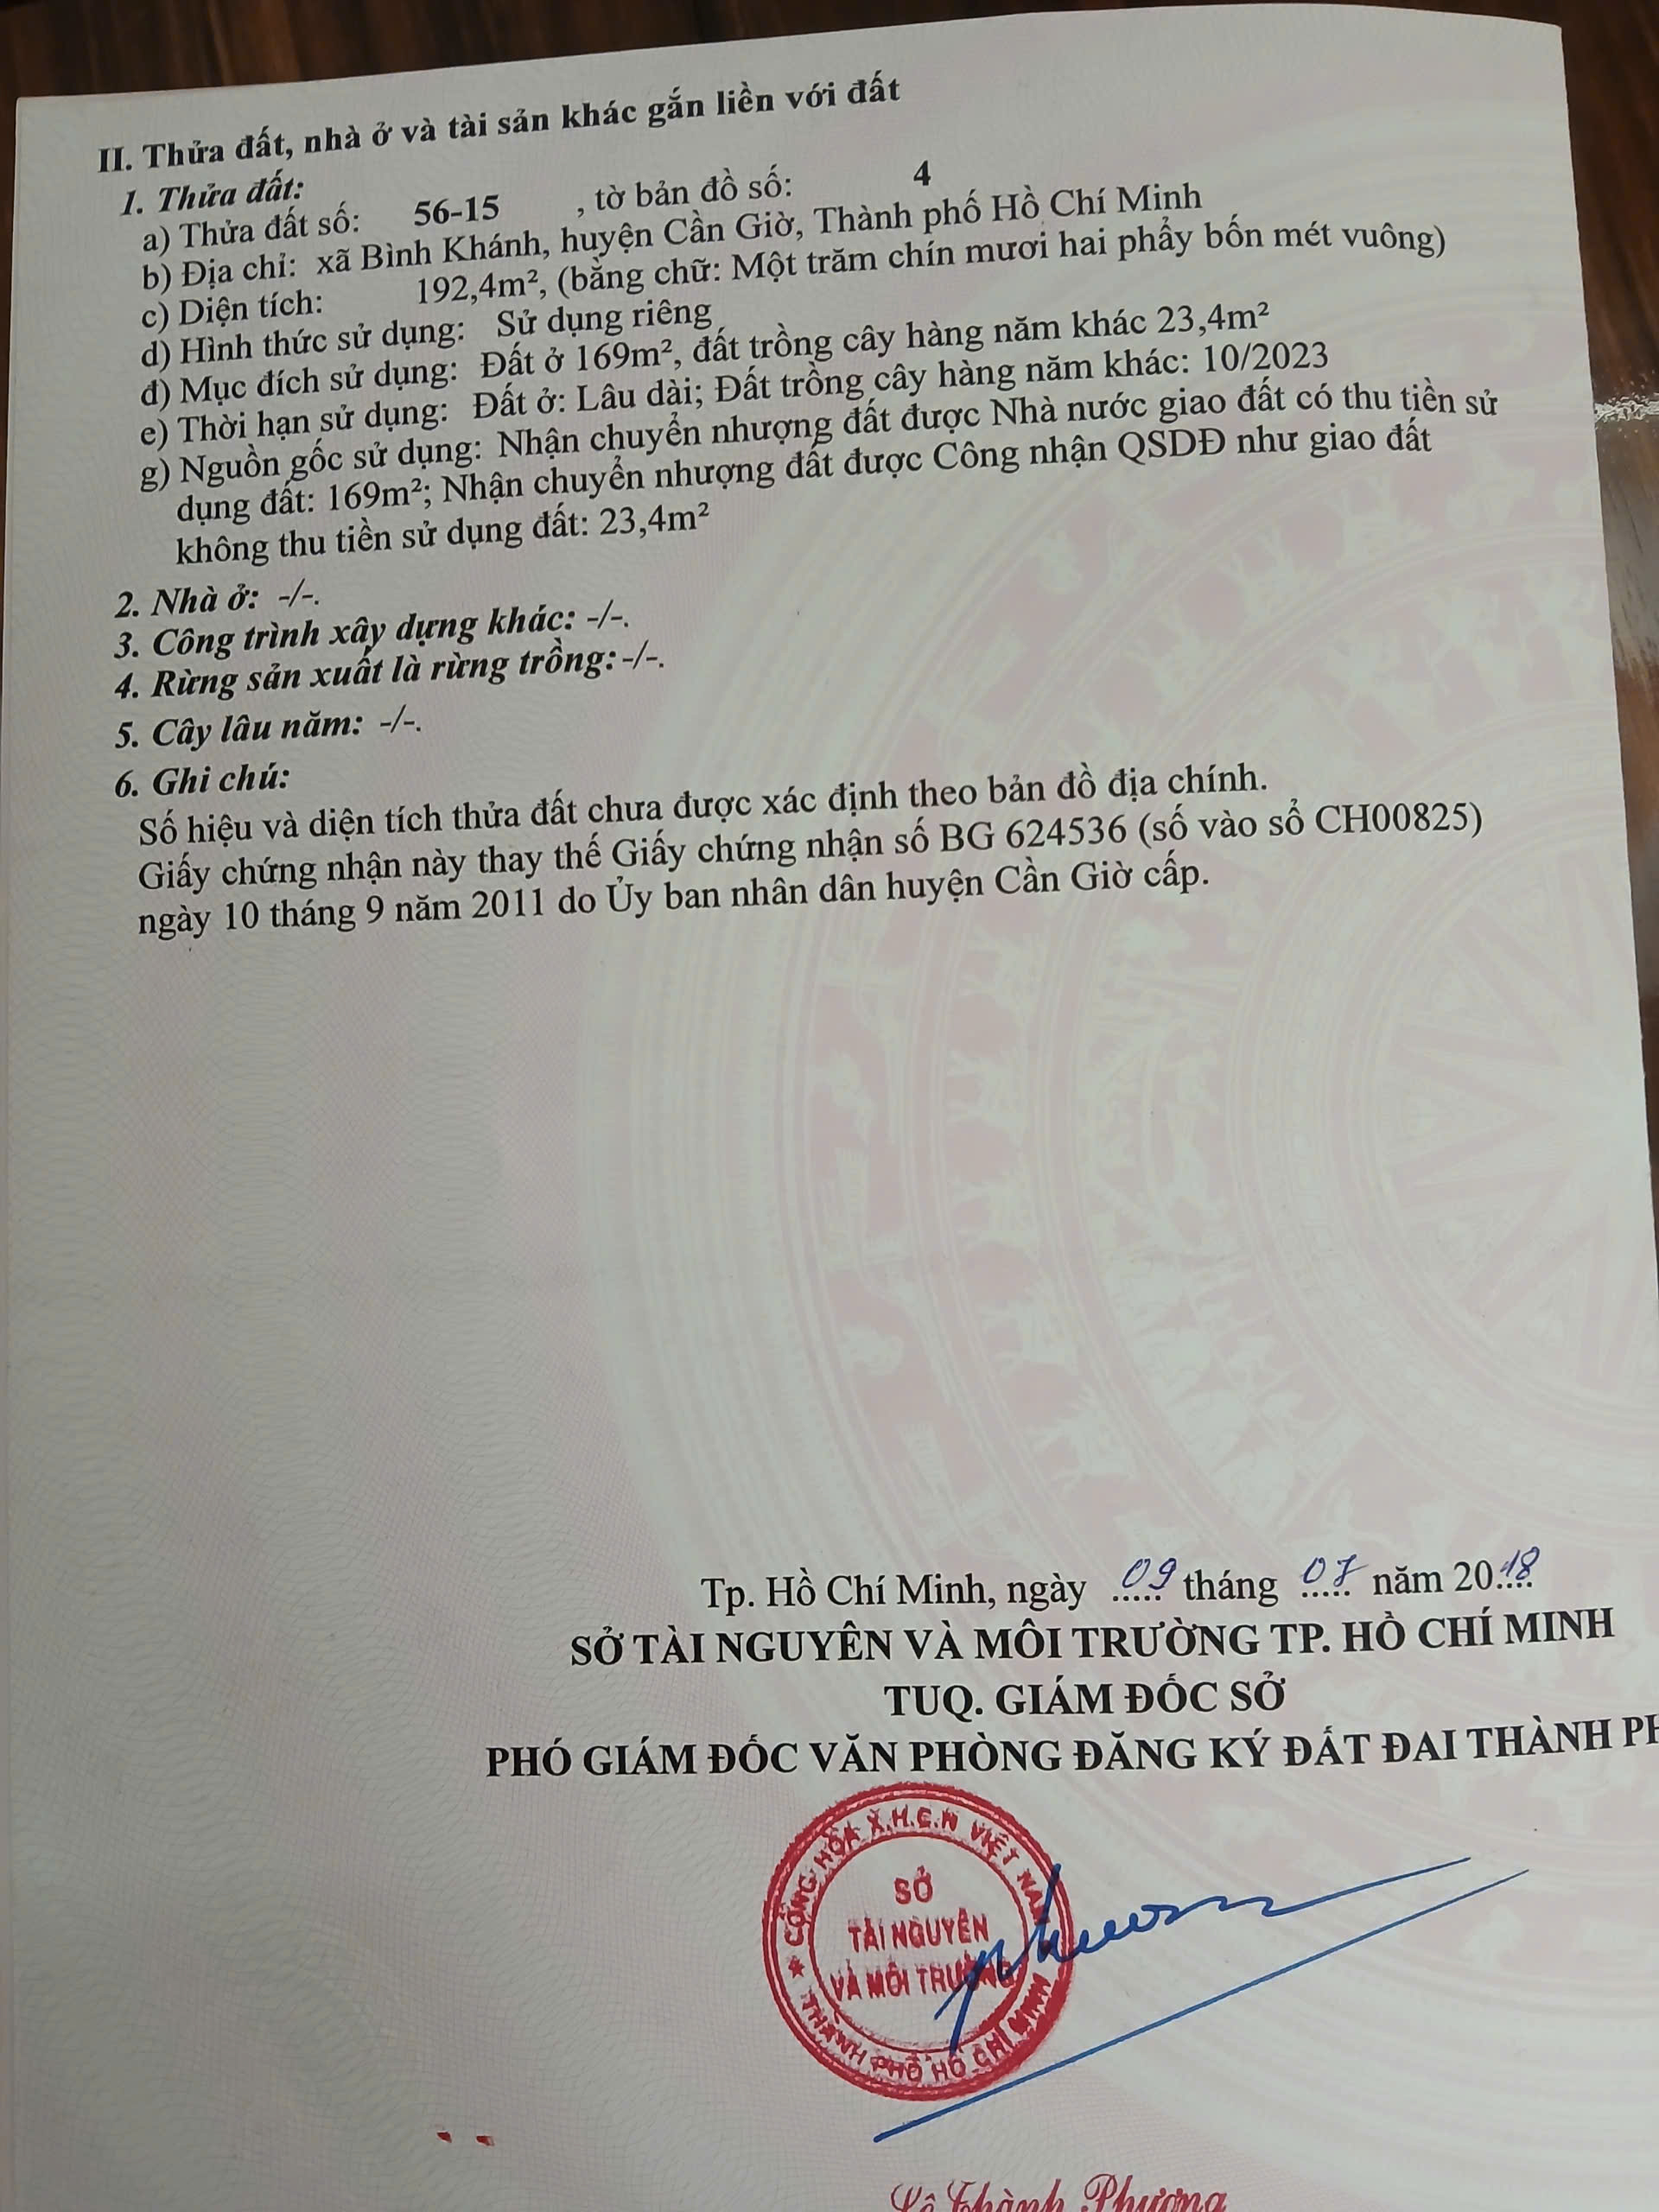 II. Thửa đất, nhà ở và tài sản khác gắn liền với đất
1. Thửa đất:
a) Thửa đất số: 56-15 , tờ bản đồ số: 4
b) Địa chỉ: xã Bình Khánh, huyện Cần Giờ, Thành phố Hồ Chí Minh
c) Diện tích: 192,4m², (bằng chữ: Một trăm chín mươi hai phẩy bốn mét vuông)
d) Hình thức sử dụng: Sử dụng riêng
đ) Mục đích sử dụng: Đất ở 169m², đất trồng cây hàng năm khác 23,4m²
e) Thời hạn sử dụng: Đất ở: Lâu dài; Đất trồng cây hàng năm khác: 10/2023
g) Nguồn gốc sử dụng: Nhận chuyển nhượng đất được Nhà nước giao đất có thu tiền sử
dụng đất: 169m²; Nhận chuyển nhượng đất được Công nhận QSDĐ như giao đất
không thu tiền sử dụng đất: 23,4m²
2. Nhà ở: -/-.
3. Công trình xây dựng khác: -/-.
4. Rừng sản xuất là rừng trồng: -/-.
5. Cây lâu năm: -/-.
6. Ghi chú:
Số hiệu và diện tích thửa đất chưa được xác định theo bản đồ địa chính.
Giấy chứng nhận này thay thế Giấy chứng nhận số BG 624536 (số vào sổ CH00825)
ngày 10 tháng 9 năm 2011 do Ủy ban nhân dân huyện Cần Giờ cấp.
Tp. Hồ Chí Minh, ngày 09 tháng 07 năm 2018
SỞ TÀI NGUYÊN VÀ MÔI TRƯỜNG TP. HỒ CHÍ MINH
TUQ. GIÁM ĐỐC SỞ
PHÓ GIÁM ĐỐC VĂN PHÒNG ĐĂNG KÝ ĐẤT ĐAI THÀNH PH
CỘNG HÒA X.H.C.N VIỆT NAM
SỞ
TÀI NGUYÊN
VÀ MÔI TRƯỜNG
THÀNH PHỐ HỒ CHÍ MINH
Lê Thành Phương